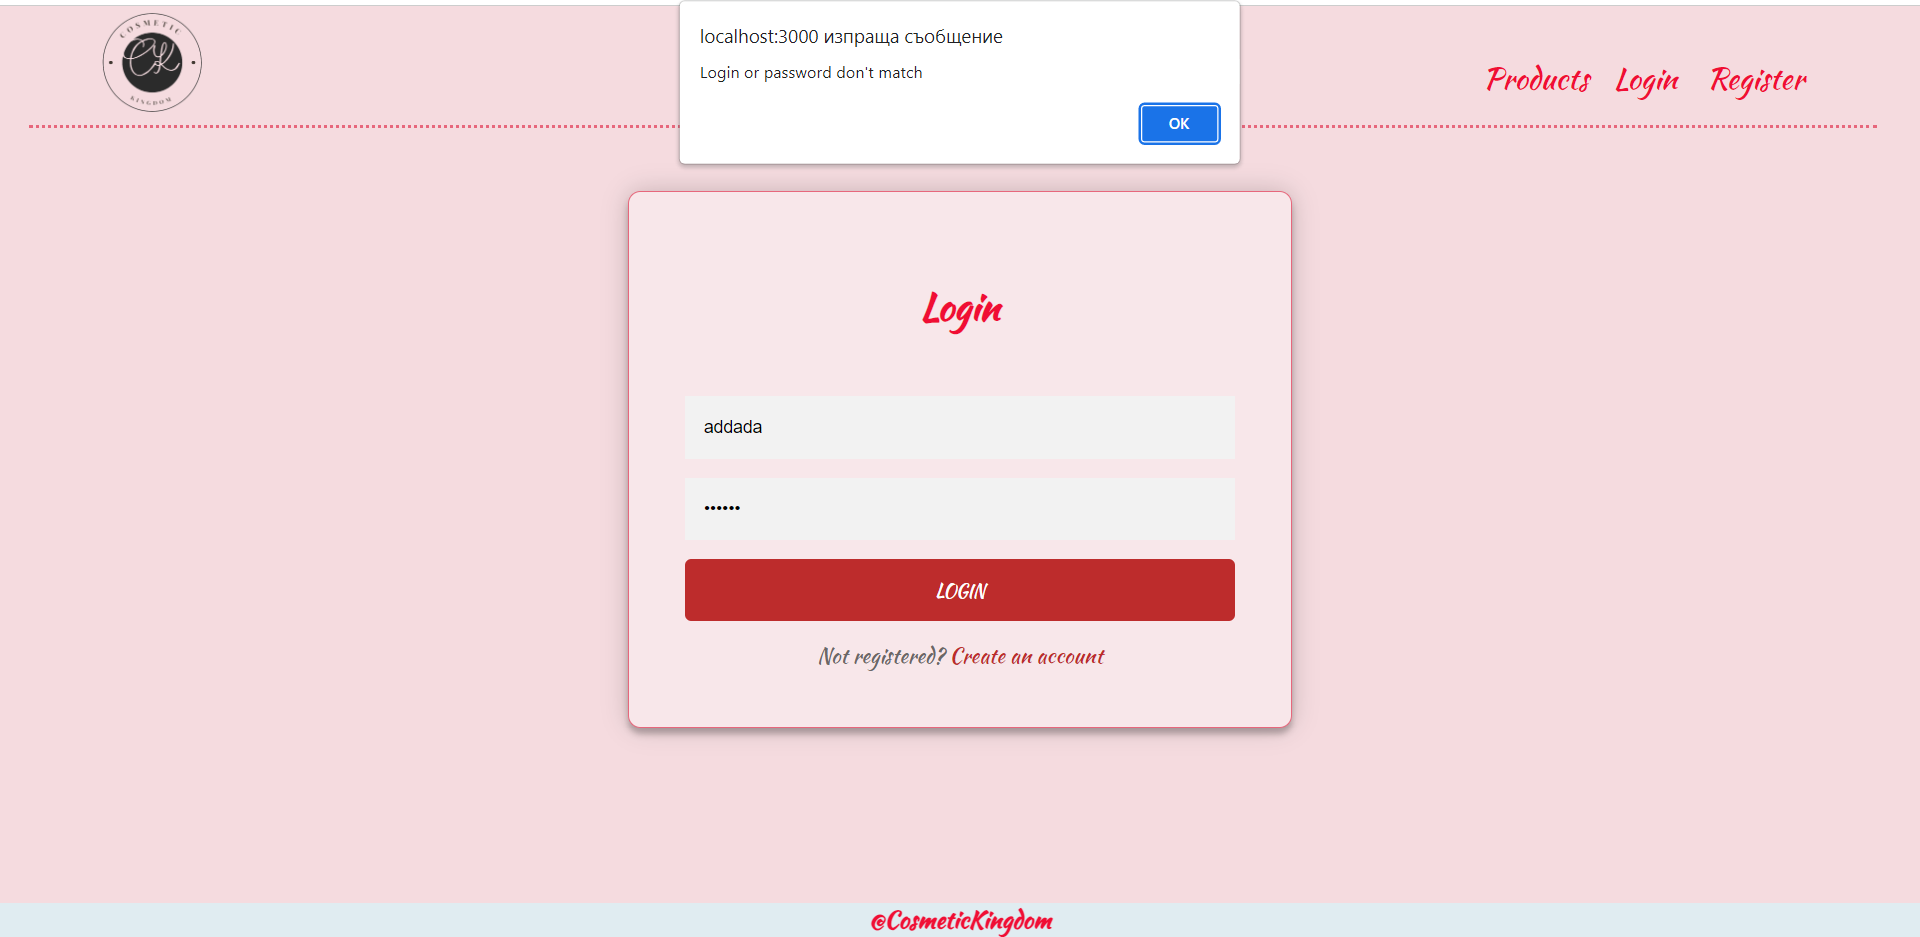 COSMETIC
CK
KINGDOM
localhost:3000 изпраща съобщение
Login or password don't match
OK
Products Login Register
Login
addada
••••••
LOGIN
Not registered? Create an account
@CosmeticKingdom